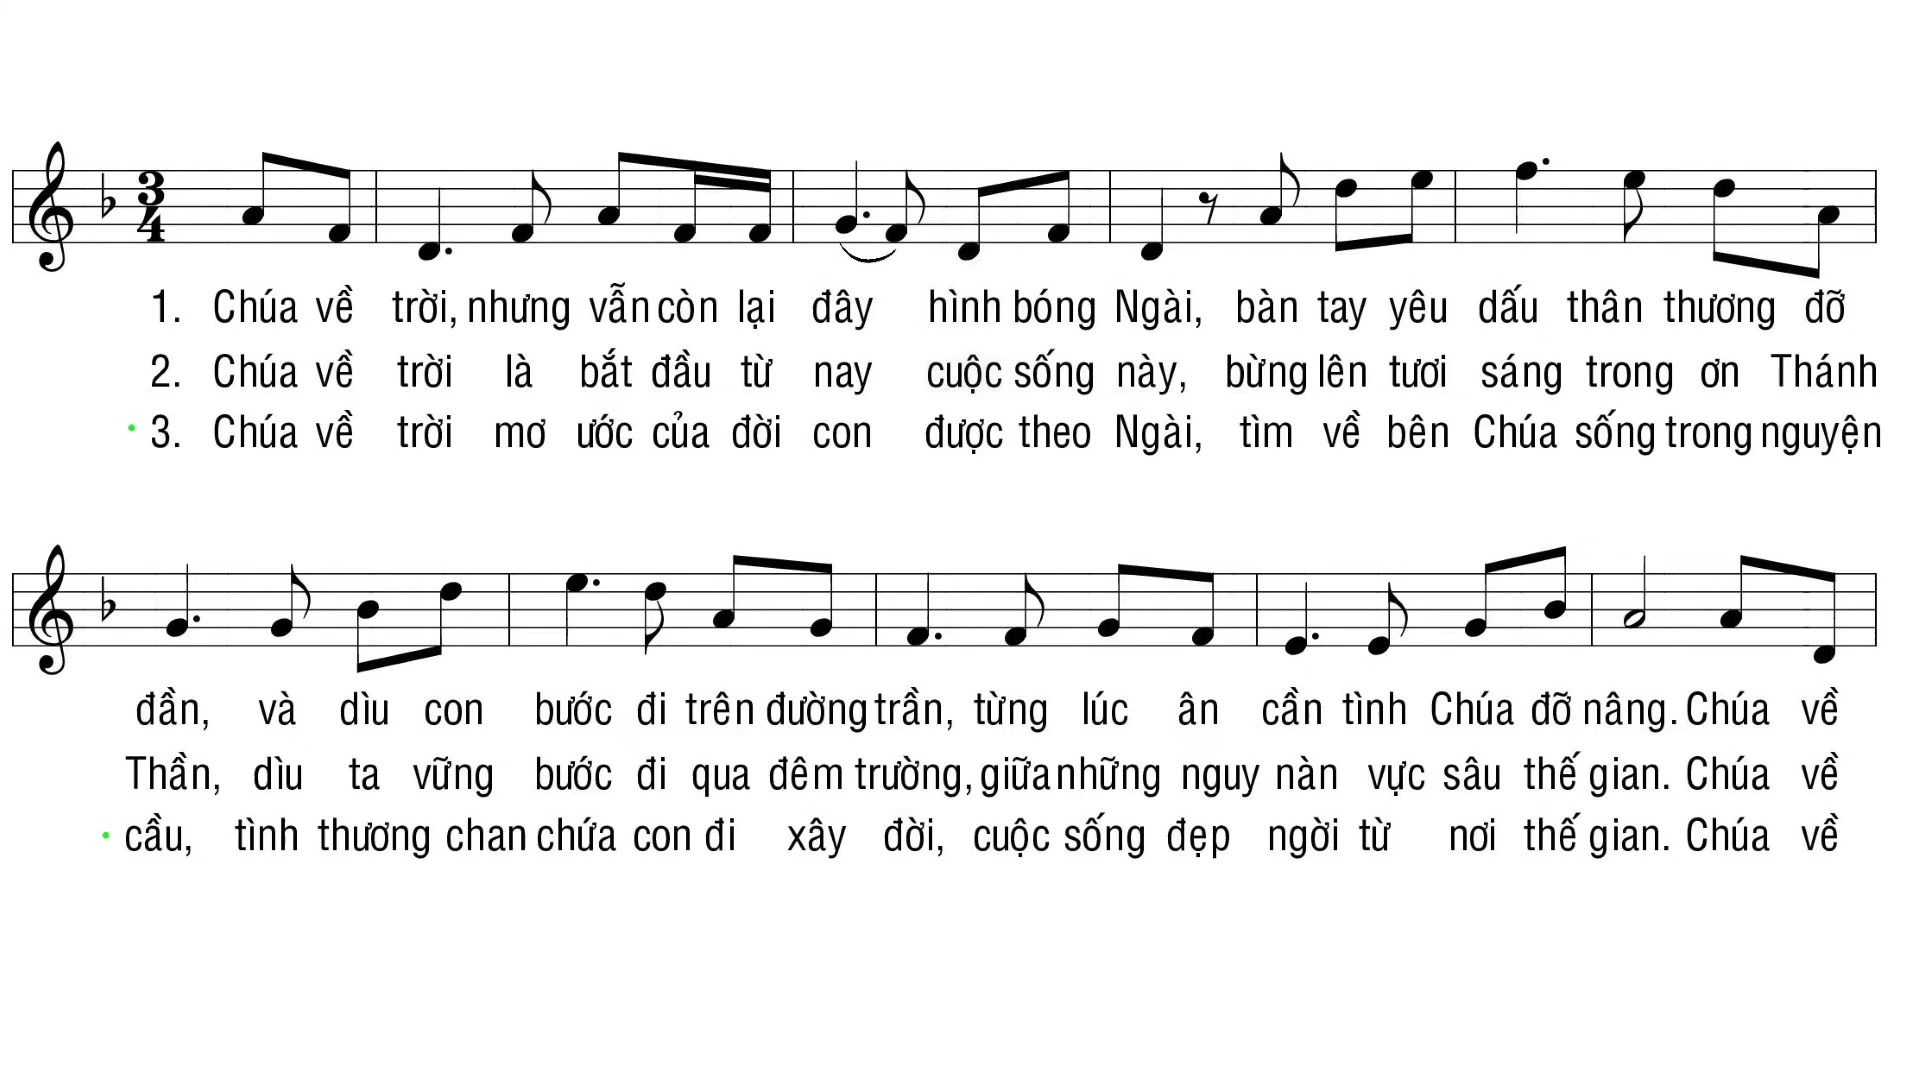 3
4
1. Chúa về trời, nhưng vẫn còn lại đây hình bóng Ngài, bàn tay yêu dấu thân thương đỡ
2. Chúa về trời là bắt đầu từ nay cuộc sống này, bừng lên tươi sáng trong ơn Thánh
3. Chúa về trời mơ ước của đời con được theo Ngài, tìm về bên Chúa sống trong nguyện
đần, và dìu con bước đi trên đường trần, từng lúc ân cần tình Chúa đỡ nâng. Chúa về
Thần, dìu ta vững bước đi qua đêm trường, giữa những nguy nàn vực sâu thế gian. Chúa về
cầu, tình thương chan chứa con đi xây đời, cuộc sống đẹp ngời từ nơi thế gian. Chúa về